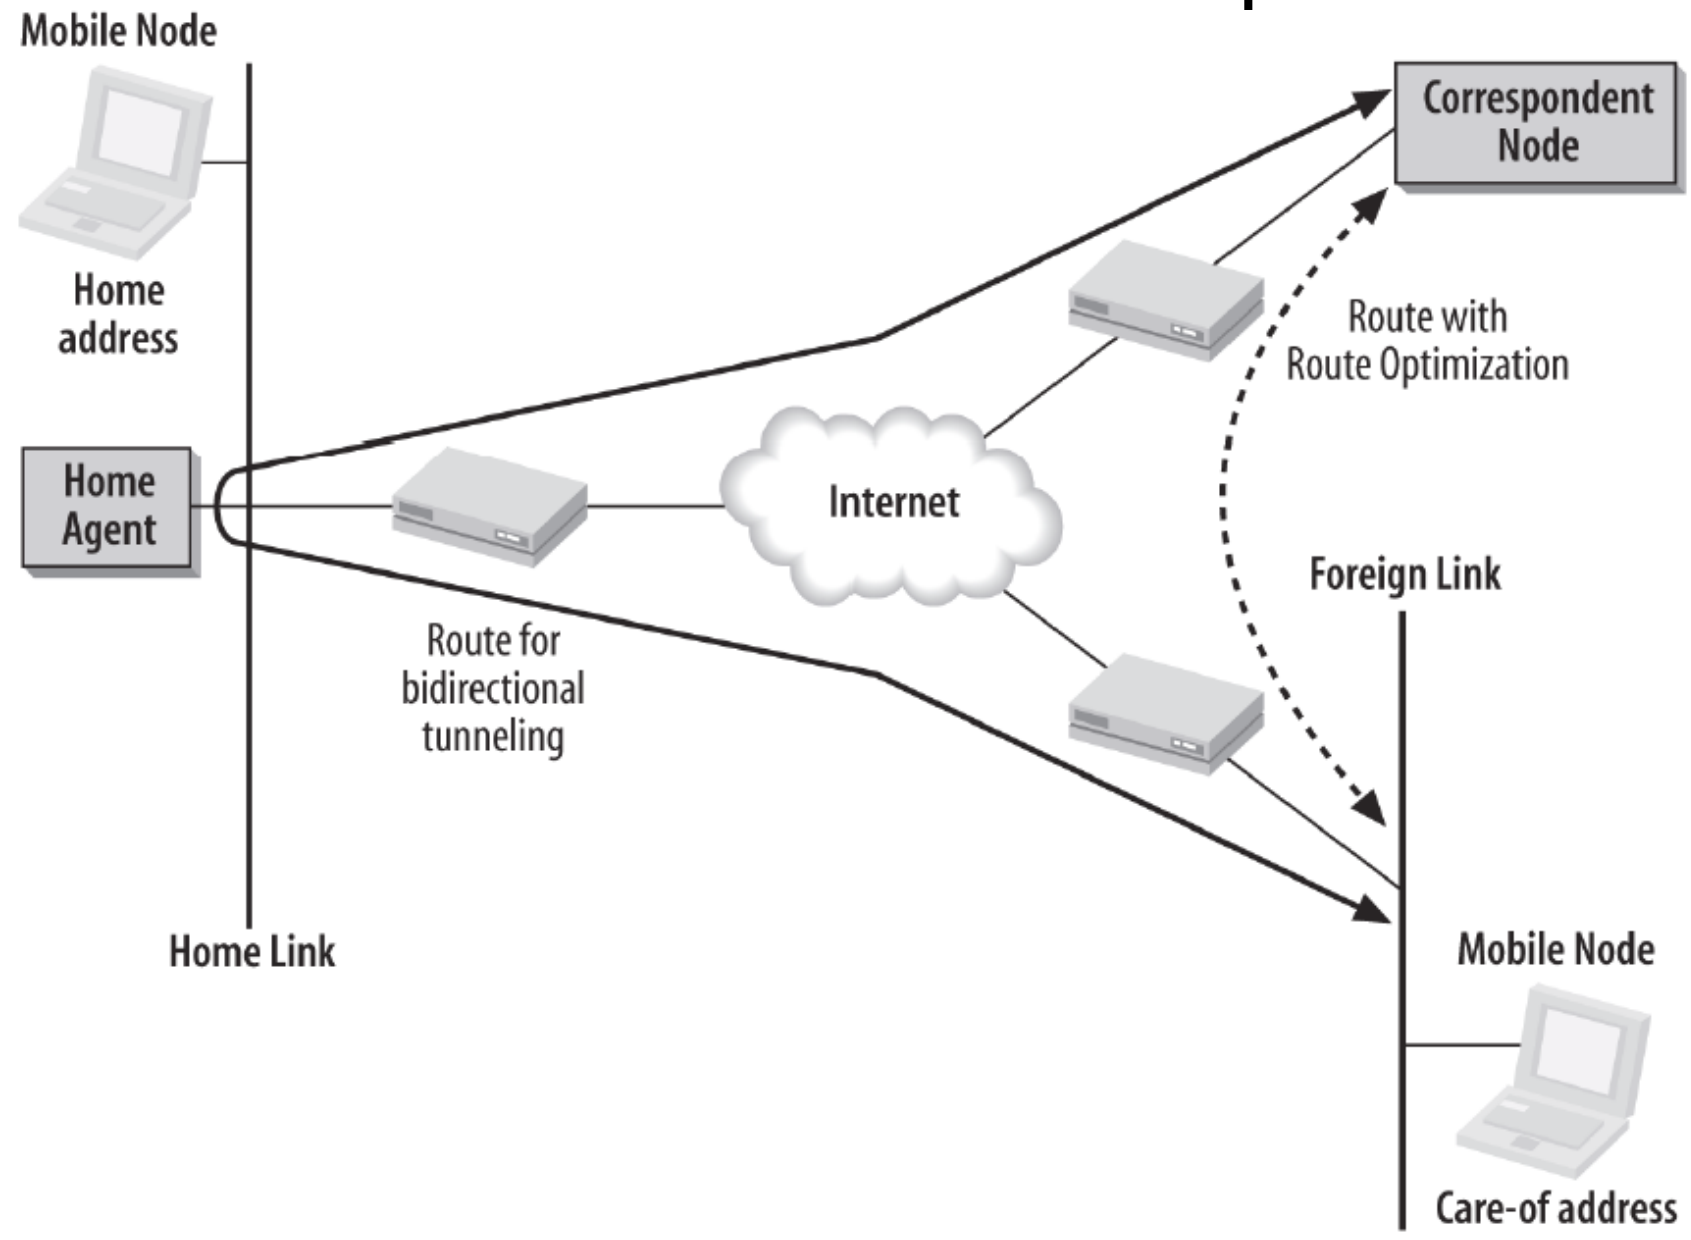 Mobile Node
Home
address
Home
Agent
Home Link
Route for
bidirectional
tunneling
Internet
Correspondent
Node
Route with
Route Optimization
Foreign Link
Mobile Node
Care-of address